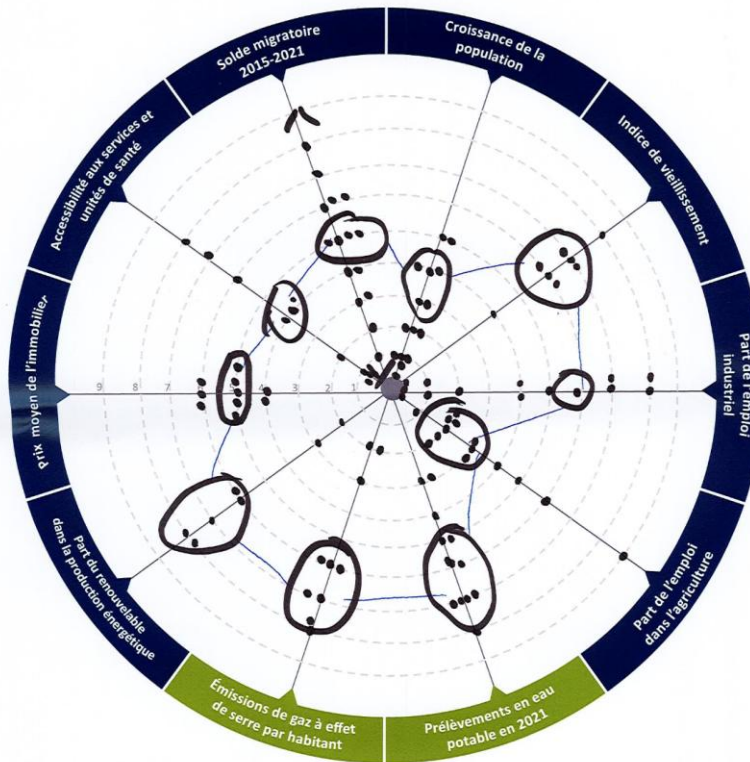 Solde migratoire
2015-2021
Croissance de la
population
Indice de vieillissement
Part de l'emploi
industriel
Part de l'emploi
dans l'agriculture
Prélèvements en eau
potable en 2021
Émissions de gaz à effet
de serre par habitant
Part du renouvelable
dans la production énergétique
Prix moyen de l'immobilier
Accessibilité aux services et
unités de santé
9 8 7 5 4 3 2 1